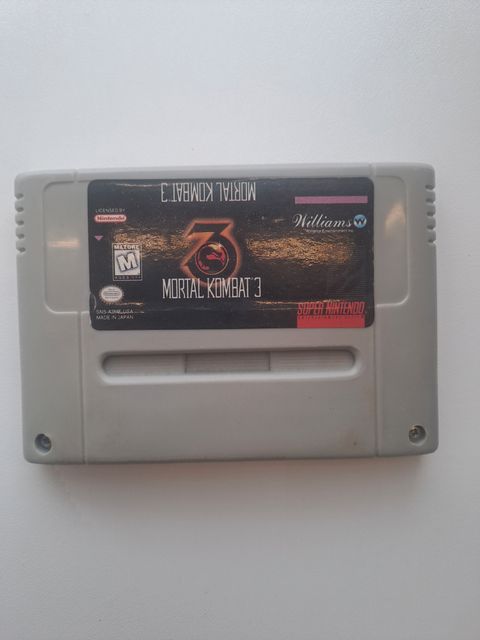 MORTAL KOMBAT 3
LICENSED BY
Nintendo
Williams
MATURE
M
MORTAL KOMBAT 3
MADE IN JAPAN
SUPER NINTENDO